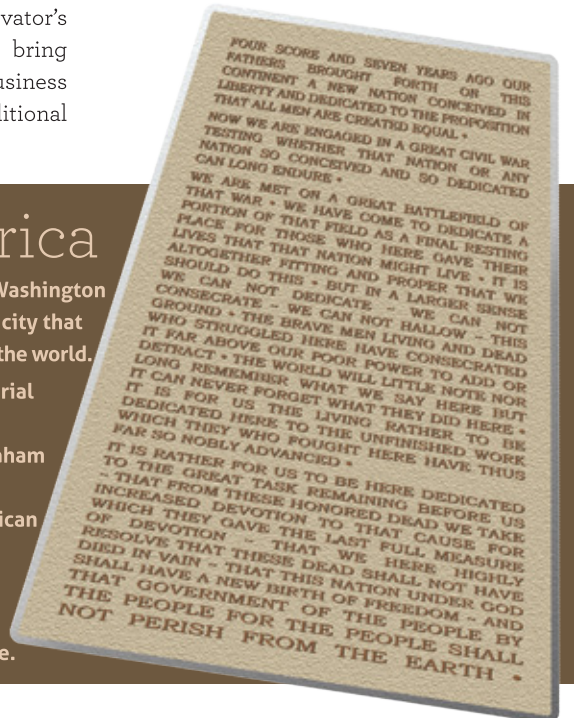 vator's
bring
usiness
ditional
rica
Washington
city that
the world.
rial
ham
ican
e.
FOUR SCORE AND SEVEN YEARS AGO OUR
FATHERS BROUGHT FORTH ON THIS
CONTINENT A NEW NATION CONCEIVED IN
LIBERTY AND DEDICATED TO THE PROPOSITION
THAT ALL MEN ARE CREATED EQUAL •
NOW WE ARE ENGAGED IN A GREAT CIVIL WAR
TESTING WHETHER THAT NATION OR ANY
NATION SO CONCEIVED AND SO DEDICATED
CAN LONG ENDURE •
WE ARE MET ON A GREAT BATTLEFIELD OF
THAT WAR • WE HAVE COME TO DEDICATE A
PORTION OF THAT FIELD AS A FINAL RESTING
PLACE FOR THOSE WHO HERE GAVE THEIR
LIVES THAT THAT NATION MIGHT LIVE • IT IS
ALTOGETHER FITTING AND PROPER THAT WE
SHOULD DO THIS • BUT IN A LARGER SENSE
WE CAN NOT DEDICATE – WE CAN NOT
CONSECRATE – WE CAN NOT HALLOW – THIS
GROUND • THE BRAVE MEN LIVING AND DEAD
WHO STRUGGLED HERE HAVE CONSECRATED
IT FAR ABOVE OUR POOR POWER TO ADD OR
DETRACT • THE WORLD WILL LITTLE NOTE NOR
LONG REMEMBER WHAT WE SAY HERE BUT
IT CAN NEVER FORGET WHAT THEY DID HERE •
IT IS FOR US THE LIVING RATHER TO BE
DEDICATED HERE TO THE UNFINISHED WORK
WHICH THEY WHO FOUGHT HERE HAVE THUS
FAR SO NOBLY ADVANCED •
IT IS RATHER FOR US TO BE HERE DEDICATED
TO THE GREAT TASK REMAINING BEFORE US
– THAT FROM THESE HONORED DEAD WE TAKE
INCREASED DEVOTION TO THAT CAUSE FOR
WHICH THEY GAVE THE LAST FULL MEASURE
OF DEVOTION – THAT WE HERE HIGHLY
RESOLVE THAT THESE DEAD SHALL NOT HAVE
DIED IN VAIN – THAT THIS NATION UNDER GOD
SHALL HAVE A NEW BIRTH OF FREEDOM – AND
THAT GOVERNMENT OF THE PEOPLE BY
THE PEOPLE FOR THE PEOPLE SHALL
NOT PERISH FROM THE EARTH •